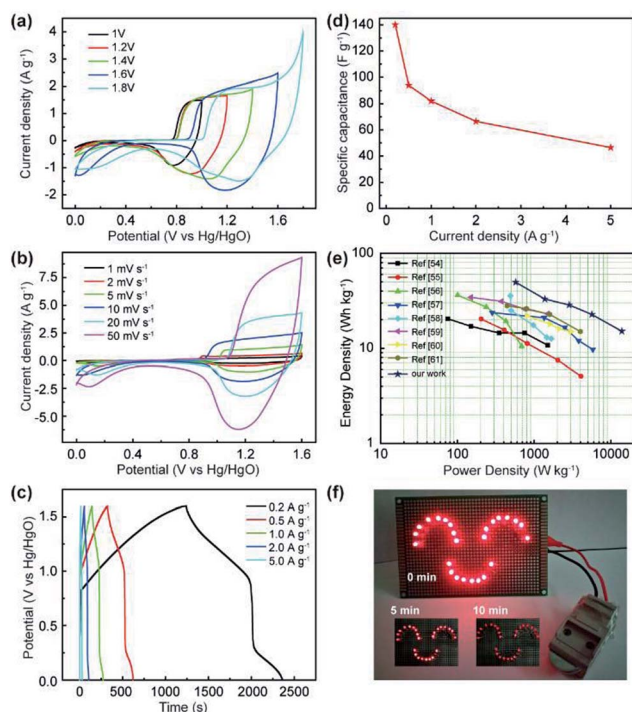 (a)
Current density (A g⁻¹)
4
3
2
1
0
-1
-2
1V
1.2V
1.4V
1.6V
1.8V
0.0 0.4 0.8 1.2 1.6
Potential (V vs Hg/HgO)
(b)
Current density (A g⁻¹)
7.5
5.0
2.5
0.0
-2.5
-5.0
1 mV s⁻¹
2 mV s⁻¹
5 mV s⁻¹
10 mV s⁻¹
20 mV s⁻¹
50 mV s⁻¹
0.0 0.4 0.8 1.2 1.6
Potential (V vs Hg/HgO)
(c)
Potential (V vs Hg/HgO)
1.5
1.2
0.9
0.6
0.3
0.0
0.2 A g⁻¹
0.5 A g⁻¹
1.0 A g⁻¹
2.0 A g⁻¹
5.0 A g⁻¹
0 500 1000 1500 2000 2500
Time (s)
(d)
Specific capacitance (F g⁻¹)
140
120
100
80
60
40
20
0
0 1 2 3 4 5
Current density (A g⁻¹)
(e)
Energy Density (Wh kg⁻¹)
100
10
1
Ref [54]
Ref [55]
Ref [56]
Ref [57]
Ref [58]
Ref [59]
Ref [60]
Ref [61]
our work
10 100 1000 10000
Power Density (W kg⁻¹)
(f)
0 min
5 min 10 min